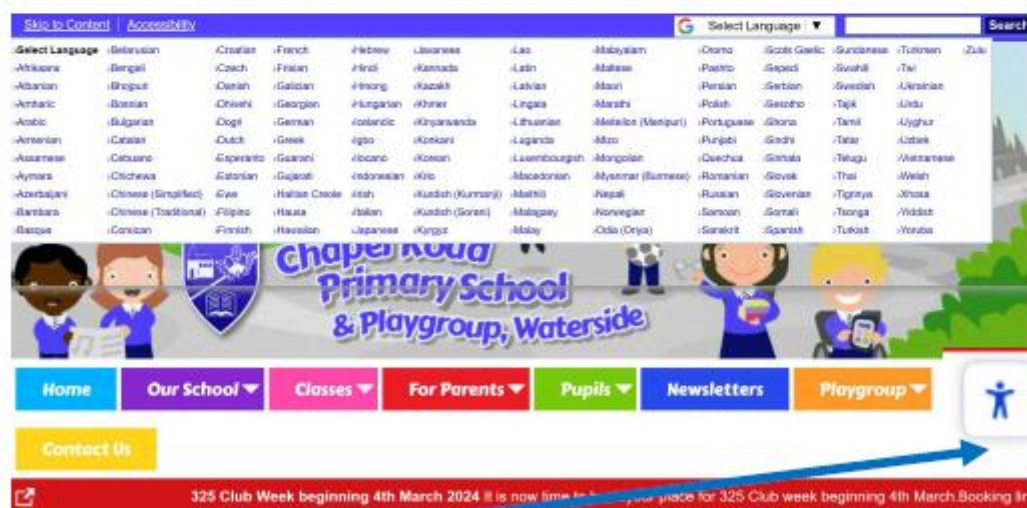 Skip to Content | Accessibility Select Language ▼ Search
Select Language Belarusian Croatian French Hebrew Javanese Lao Malayalam Oromo Scots Gaelic Sundanese Turkmen Zulu
Afrikaans Bengali Czech Frisian Hindi Kannada Latin Maltese Pashto Sepedi Swahili Twi
Albanian Bhojpuri Danish Galician Hmong Kazakh Latvian Maori Persian Serbian Swedish Ukrainian
Amharic Bosnian Dhivehi Georgian Hungarian Khmer Lingala Marathi Polish Sesotho Tajik Urdu
Arabic Bulgarian Dogri German Icelandic Kinyarwanda Lithuanian Meiteilon (Manipuri) Portuguese Shona Tamil Uyghur
Armenian Catalan Dutch Greek Igbo Konkani Luganda Mizo Punjabi Sindhi Tatar Uzbek
Assamese Cebuano Esperanto Guarani Ilocano Korean Luxembourgish Mongolian Quechua Sinhala Telugu Vietnamese
Aymara Chichewa Estonian Gujarati Indonesian Krio Macedonian Myanmar (Burmese) Romanian Slovak Thai Welsh
Azerbaijani Chinese (Simplified) Ewe Haitian Creole Irish Kurdish (Kurmanji) Maithili Nepali Russian Slovenian Tigrinya Xhosa
Bambara Chinese (Traditional) Filipino Hausa Italian Kurdish (Sorani) Malagasy Norwegian Samoan Somali Tsonga Yiddish
Basque Corsican Finnish Hawaiian Japanese Kyrgyz Malay Odia (Oriya) Sanskrit Spanish Turkish Yoruba
Chapel Road
Primary School
& Playgroup, Waterside
Home Our School Classes For Parents Pupils Newsletters Playgroup
Contact Us
325 Club Week beginning 4th March 2024 It is now time to your place for 325 Club week beginning 4th March.Booking